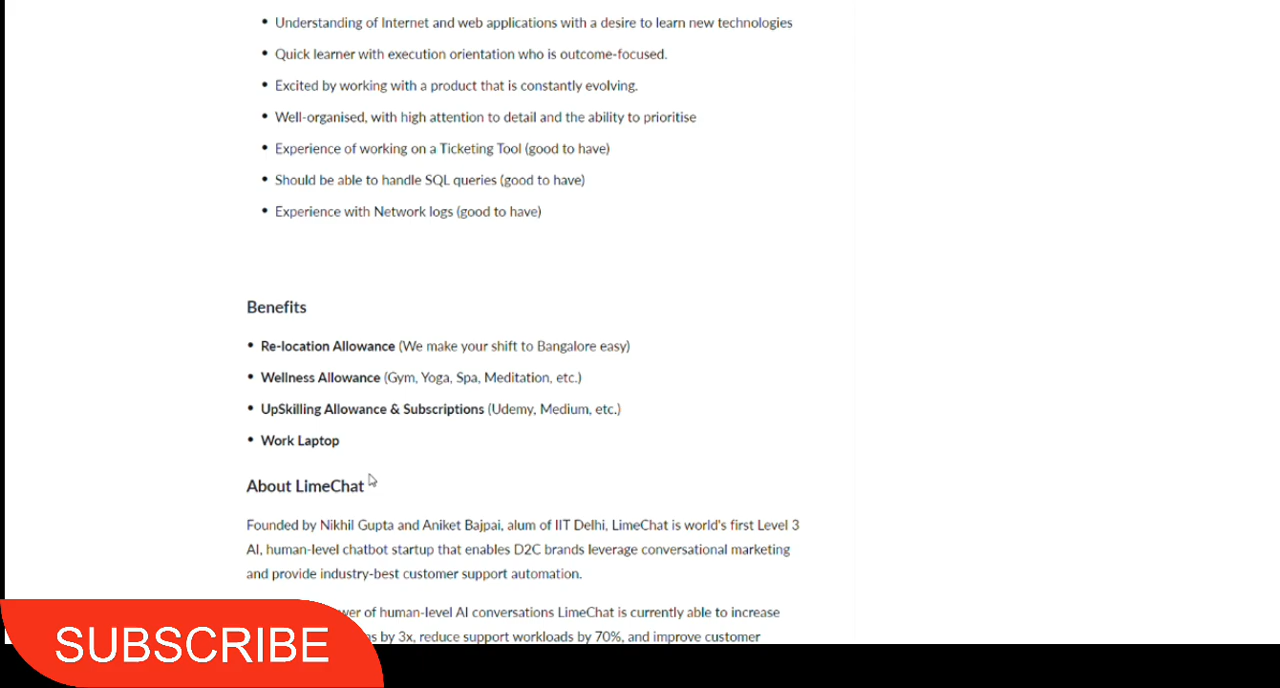 • Understanding of Internet and web applications with a desire to learn new technologies
• Quick learner with execution orientation who is outcome-focused.
• Excited by working with a product that is constantly evolving.
• Well-organised, with high attention to detail and the ability to prioritise
• Experience of working on a Ticketing Tool (good to have)
• Should be able to handle SQL queries (good to have)
• Experience with Network logs (good to have)
Benefits
• Re-location Allowance (We make your shift to Bangalore easy)
• Wellness Allowance (Gym, Yoga, Spa, Meditation, etc.)
• UpSkilling Allowance & Subscriptions (Udemy, Medium, etc.)
• Work Laptop
About LimeChat
Founded by Nikhil Gupta and Aniket Bajpai, alum of IIT Delhi, LimeChat is world's first Level 3
AI, human-level chatbot startup that enables D2C brands leverage conversational marketing
and provide industry-best customer support automation.
of human-level AI conversations LimeChat is currently able to increase
by 3x, reduce support workloads by 70%, and improve customer
SUBSCRIBE